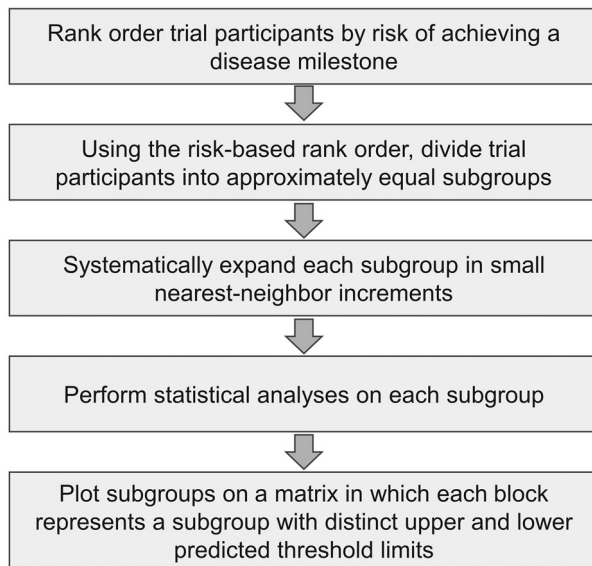 Rank order trial participants by risk of achieving a
disease milestone
Using the risk-based rank order, divide trial
participants into approximately equal subgroups
Systematically expand each subgroup in small
nearest-neighbor increments
Perform statistical analyses on each subgroup
Plot subgroups on a matrix in which each block
represents a subgroup with distinct upper and lower
predicted threshold limits